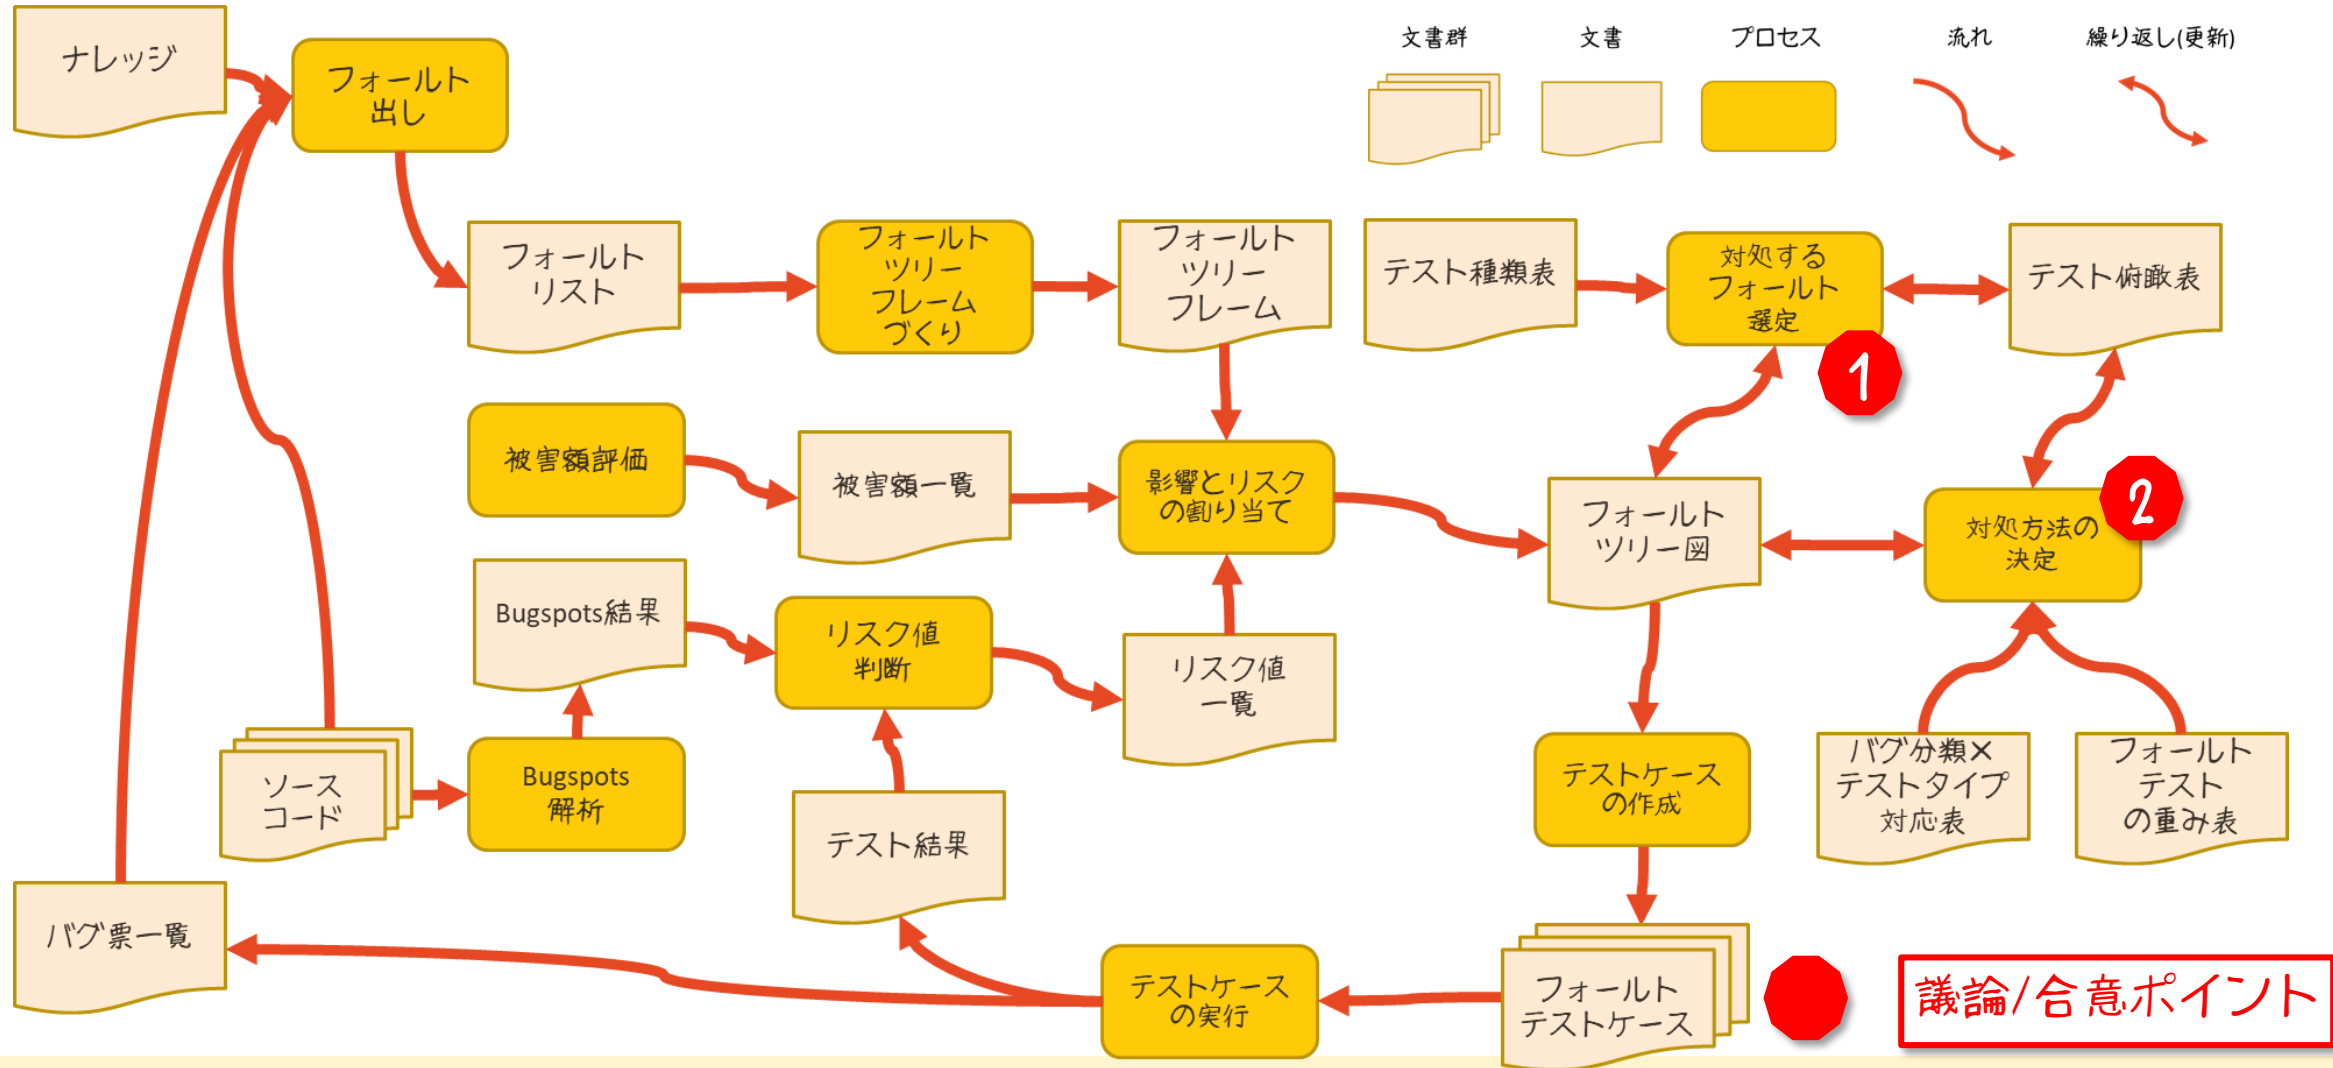 ナレッジ
フォールト
出し
文書群
文書
プロセス
流れ
繰り返し(更新)
フォールト
リスト
フォールト
ツリー
フレーム
づくり
フォールト
ツリー
フレーム
テスト種類表
対処する
フォールト
選定
1
テスト俯瞰表
被害額評価
被害額一覧
影響とリスク
の割り当て
フォールト
ツリー図
対処方法の
決定
2
Bugspots結果
リスク値
判断
リスク値
一覧
ソース
コード
Bugspots
解析
テスト結果
テストケース
の作成
バグ分類×
テストタイプ
対応表
フォールト
テスト
の重み表
バグ票一覧
テストケース
の実行
フォールト
テストケース
議論/合意ポイント